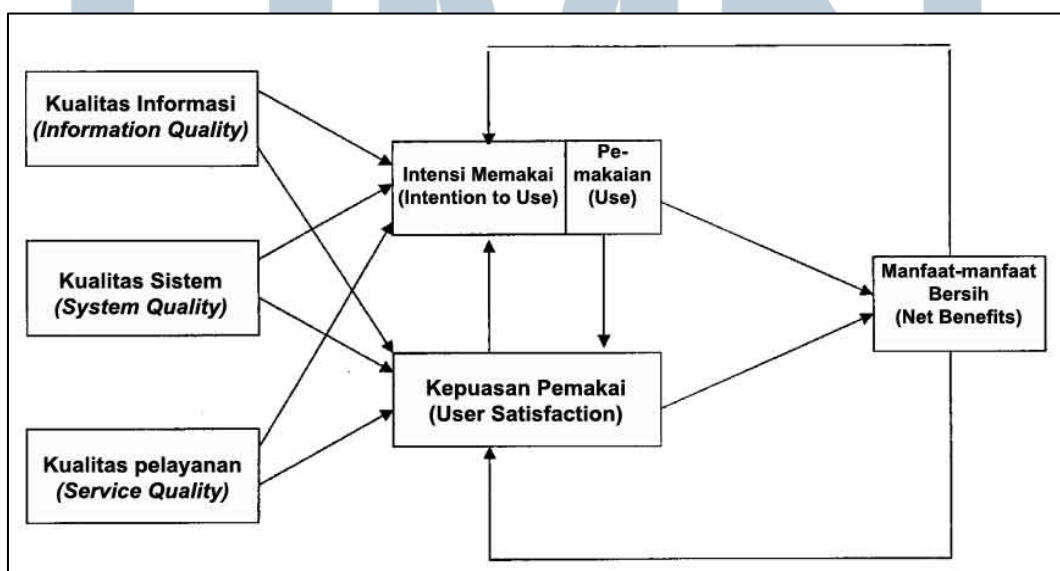 Kualitas Informasi
(Information Quality)
Intensi Memakai
(Intention to Use)
Pe-
makaian
(Use)
Kualitas Sistem
(System Quality)
Manfaat-manfaat
Bersih
(Net Benefits)
Kepuasan Pemakai
(User Satisfaction)
Kualitas pelayanan
(Service Quality)